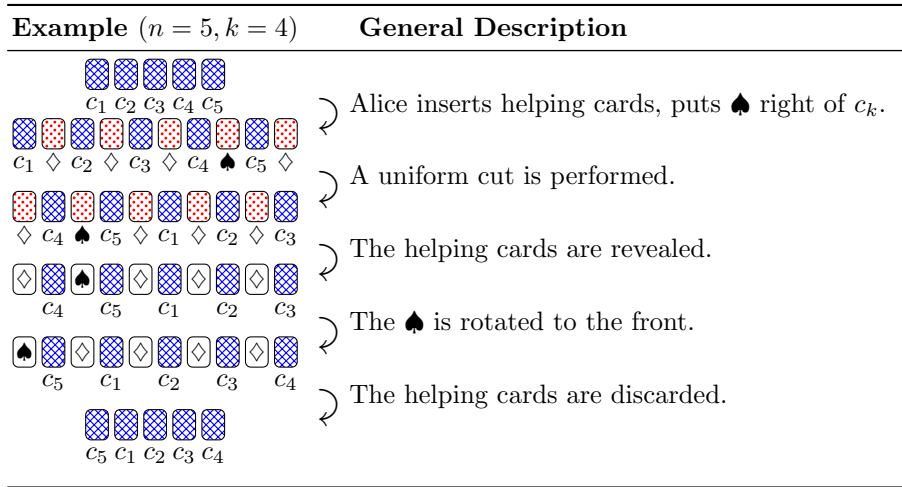 Example (n = 5, k = 4) General Description
c₁ c₂ c₃ c₄ c₅
Alice inserts helping cards, puts ♠ right of cₖ.
c₁ ♢ c₂ ♢ c₃ ♢ c₄ ♠ c₅ ♢
A uniform cut is performed.
♢ c₄ ♠ c₅ ♢ c₁ ♢ c₂ ♢ c₃
The helping cards are revealed.
♢ ♠ ♢ ♢ ♢
c₄ c₅ c₁ c₂ c₃
The ♠ is rotated to the front.
♠ ♢ ♢ ♢ ♢
c₅ c₁ c₂ c₃ c₄
The helping cards are discarded.
c₅ c₁ c₂ c₃ c₄